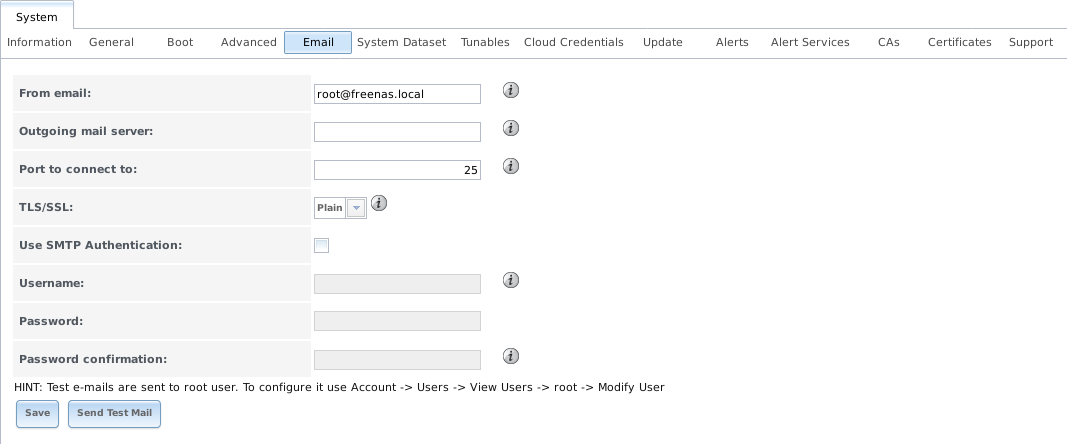 System
Information General Boot Advanced Email System Dataset Tunables Cloud Credentials Update Alerts Alert Services CAs Certificates Support
From email: root@freenas.local
Outgoing mail server:
Port to connect to: 25
TLS/SSL: Plain
Use SMTP Authentication:
Username:
Password:
Password confirmation:
HINT: Test e-mails are sent to root user. To configure it use Account -> Users -> View Users -> root -> Modify User
Save Send Test Mail